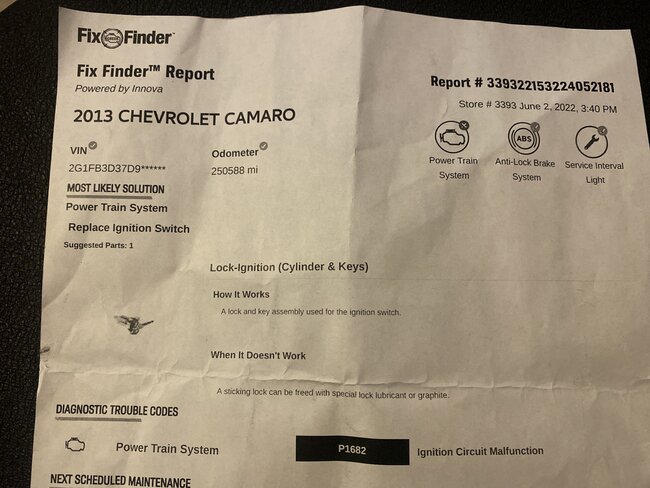 Fix Finder
Fix Finder™ Report
Powered by Innova
Report # 339322153224052181
Store # 3393 June 2, 2022, 3:40 PM
2013 CHEVROLET CAMARO
VIN
2G1FB3D37D9******
Odometer
250588 mi
Power Train
System
ABS
Anti-Lock Brake
System
Service Interval
Light
MOST LIKELY SOLUTION
Power Train System
Replace Ignition Switch
Suggested Parts: 1
Lock-Ignition (Cylinder & Keys)
How It Works
A lock and key assembly used for the ignition switch.
When It Doesn't Work
A sticking lock can be freed with special lock lubricant or graphite.
DIAGNOSTIC TROUBLE CODES
Power Train System
P1682
Ignition Circuit Malfunction
NEXT SCHEDULED MAINTENANCE